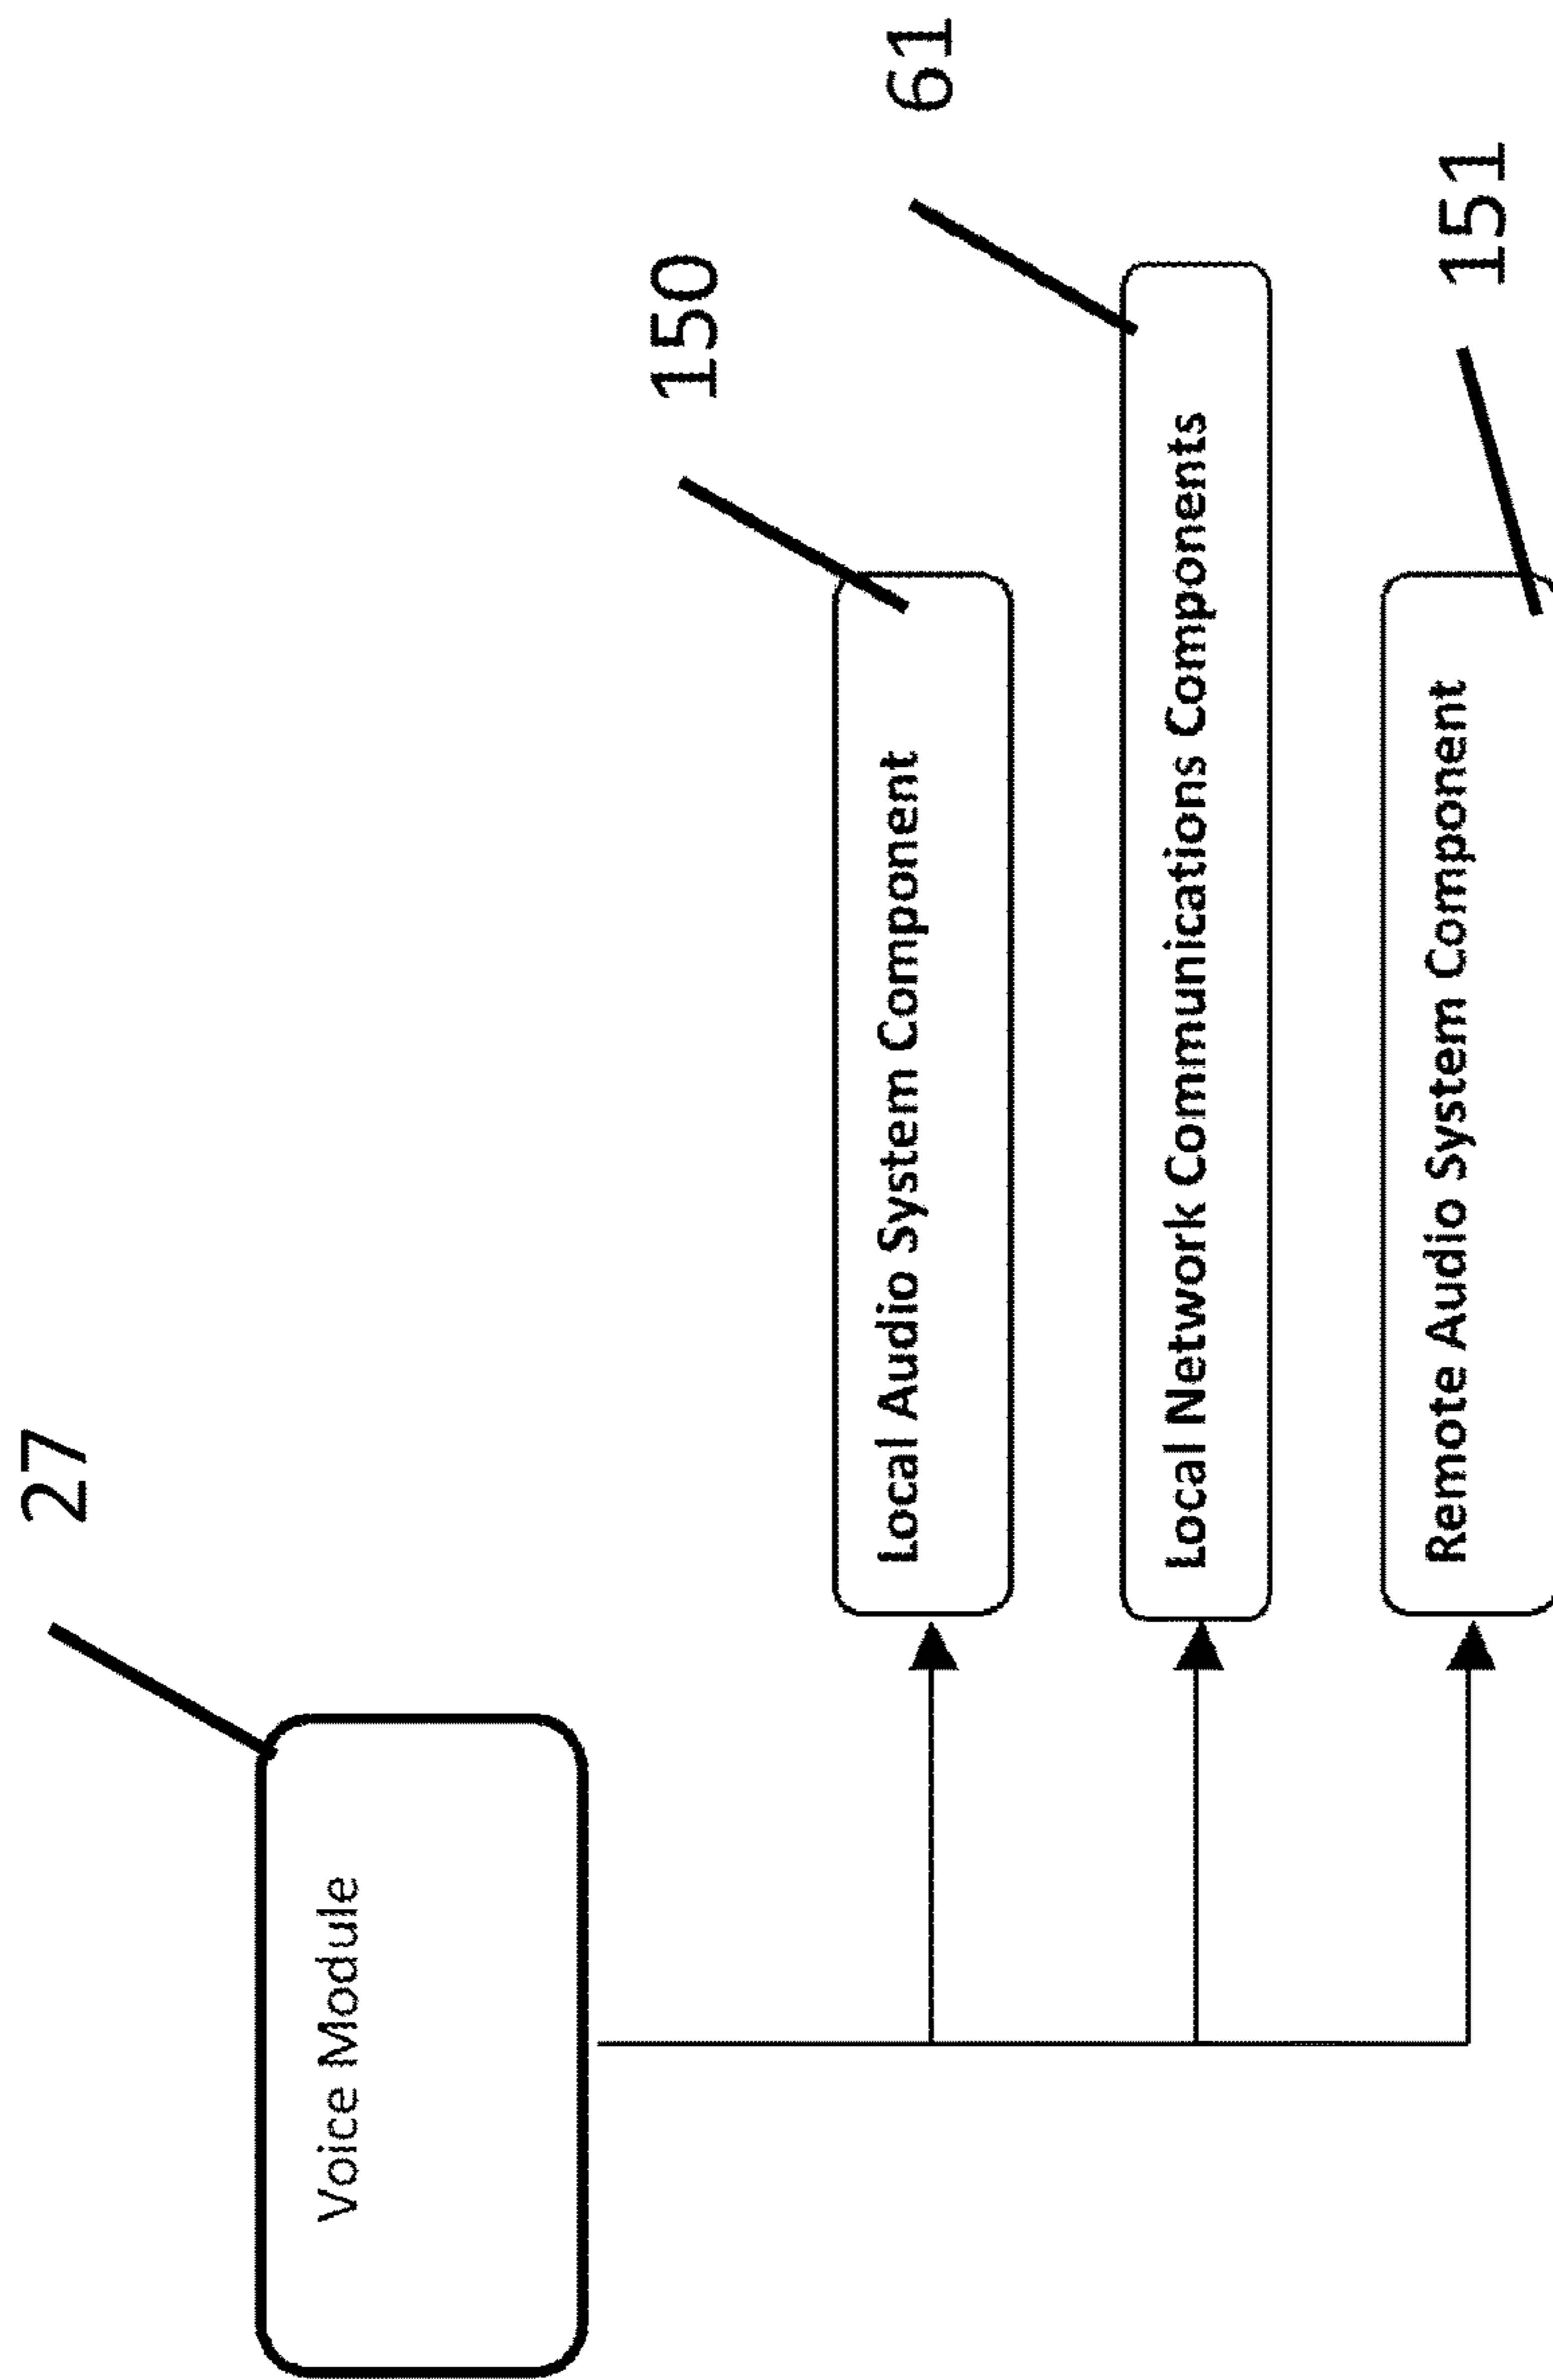 27
Voice Module
150
Local Audio System Component
61
Local Network Communications Components
151
Remote Audio System Component